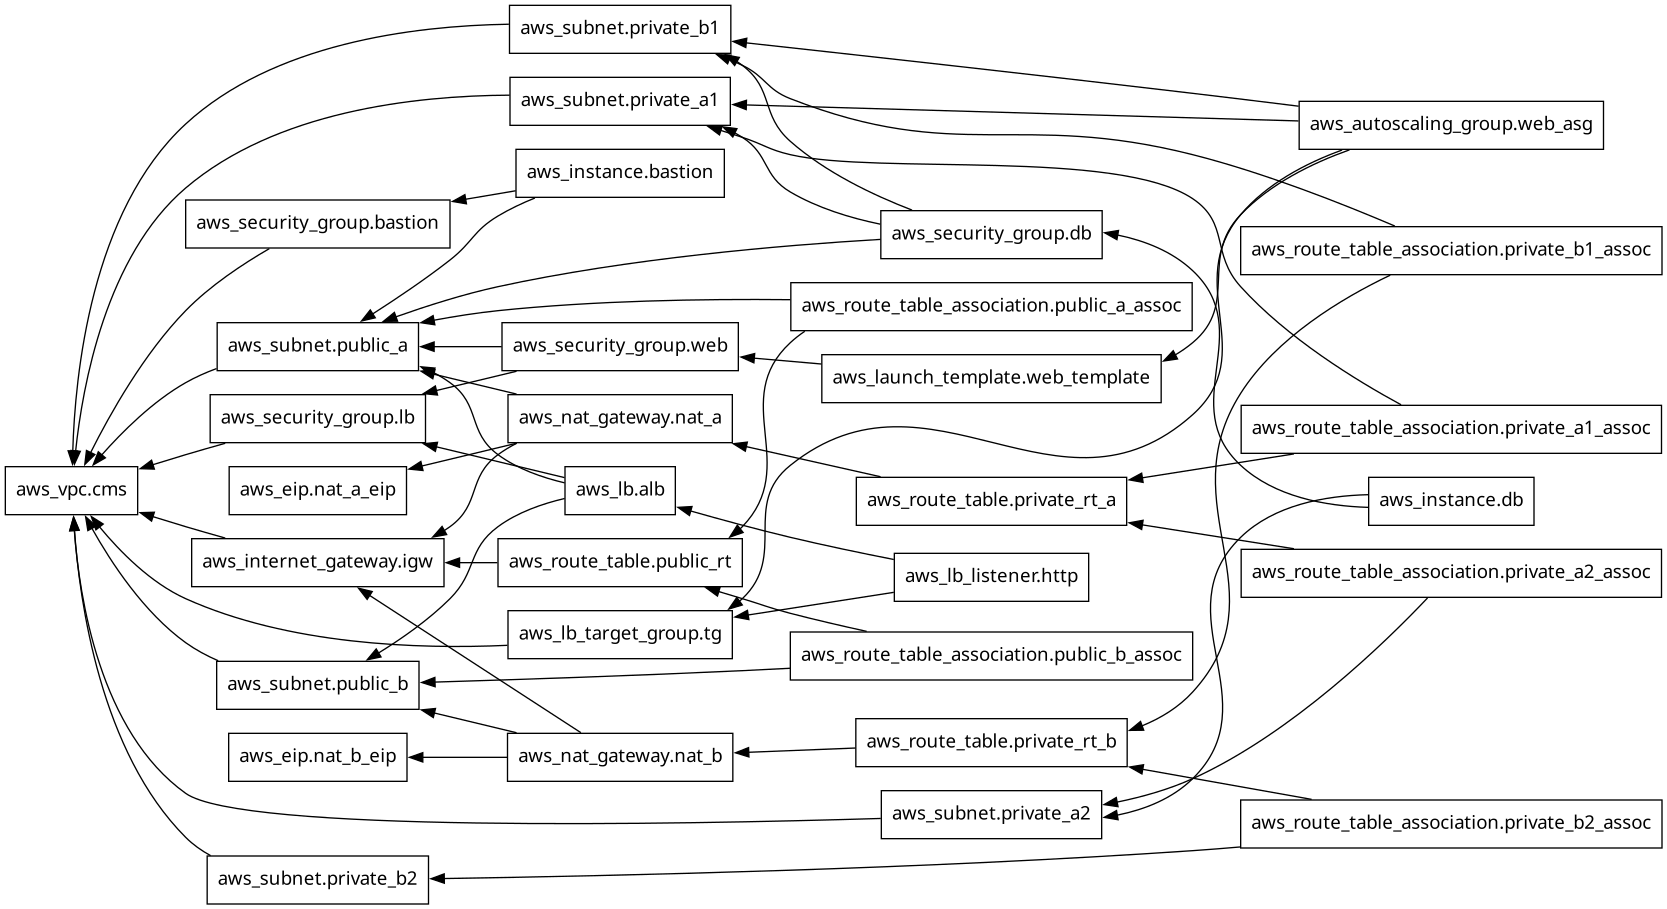 aws_subnet.private_b1
aws_subnet.private_a1
aws_autoscaling_group.web_asg
aws_instance.bastion
aws_security_group.bastion
aws_security_group.db
aws_route_table_association.private_b1_assoc
aws_route_table_association.public_a_assoc
aws_subnet.public_a
aws_security_group.web
aws_launch_template.web_template
aws_security_group.lb
aws_nat_gateway.nat_a
aws_route_table_association.private_a1_assoc
aws_vpc.cms
aws_eip.nat_a_eip
aws_lb.alb
aws_route_table.private_rt_a
aws_instance.db
aws_internet_gateway.igw
aws_route_table.public_rt
aws_lb_listener.http
aws_route_table_association.private_a2_assoc
aws_lb_target_group.tg
aws_route_table_association.public_b_assoc
aws_subnet.public_b
aws_route_table.private_rt_b
aws_eip.nat_b_eip
aws_nat_gateway.nat_b
aws_subnet.private_a2
aws_route_table_association.private_b2_assoc
aws_subnet.private_b2